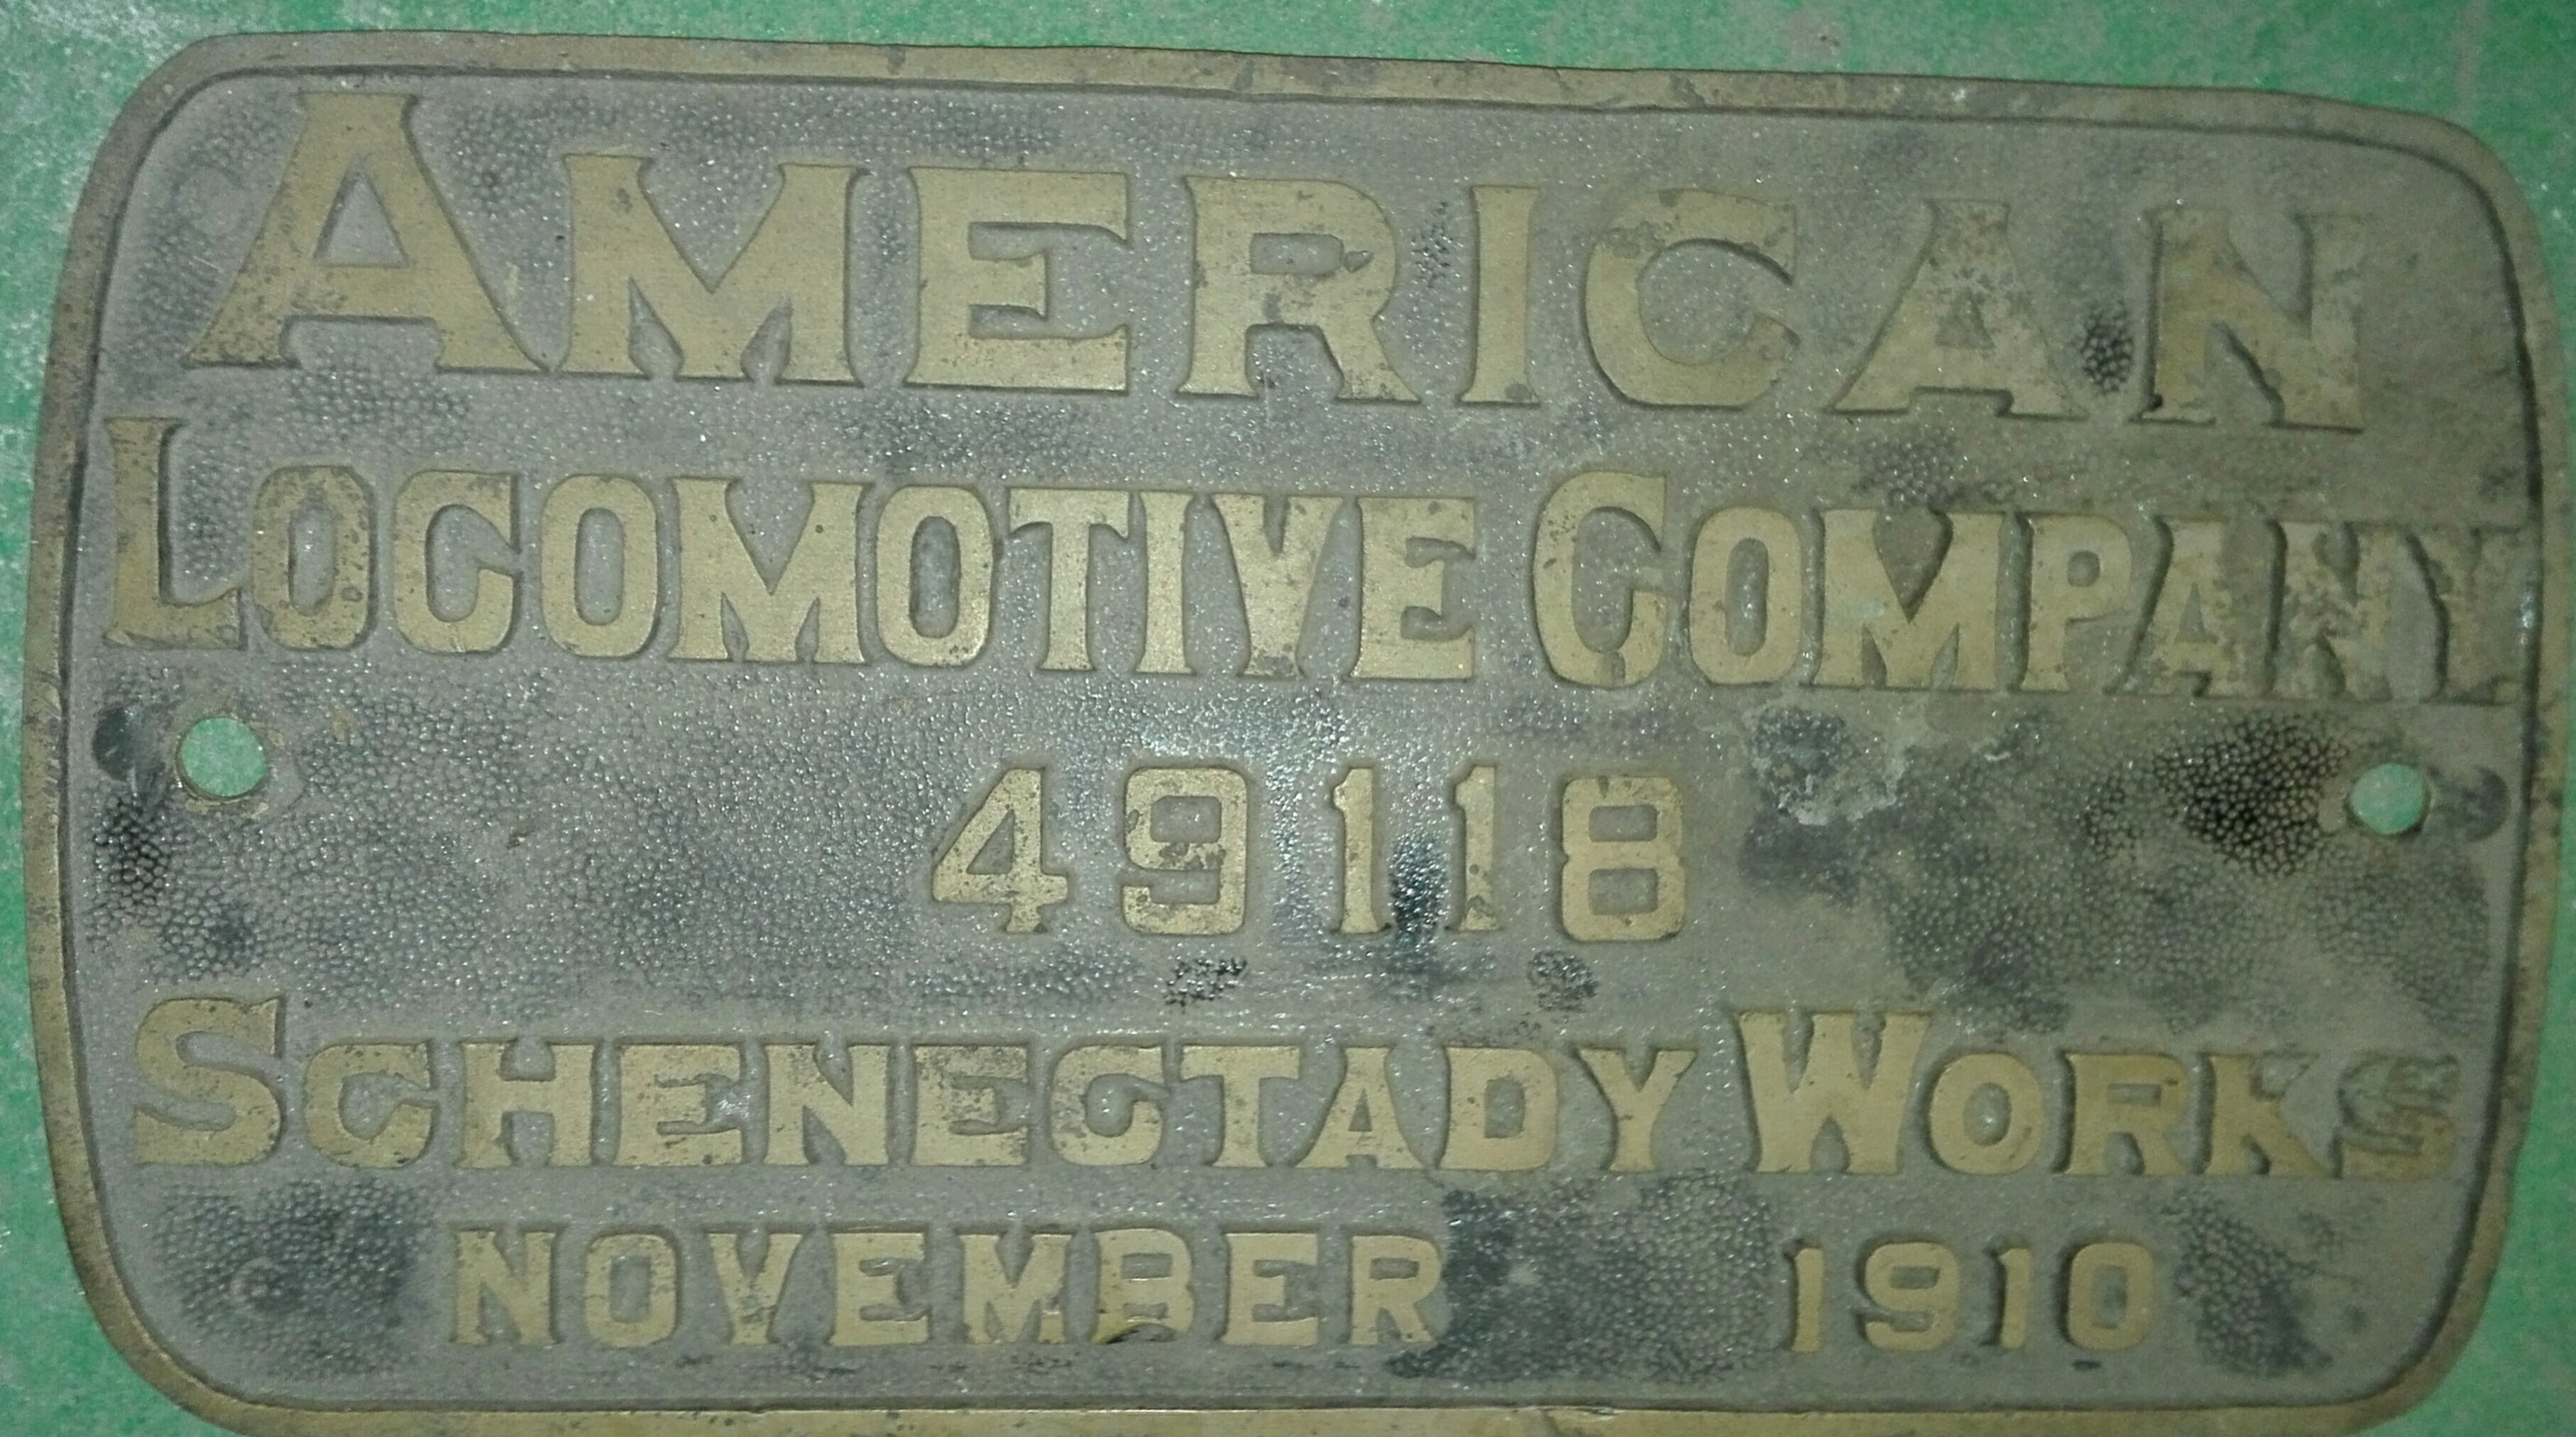 AMERICAN
LOCOMOTIVE COMPANY
49118
SCHENECTADY WORKS
NOVEMBER 1910